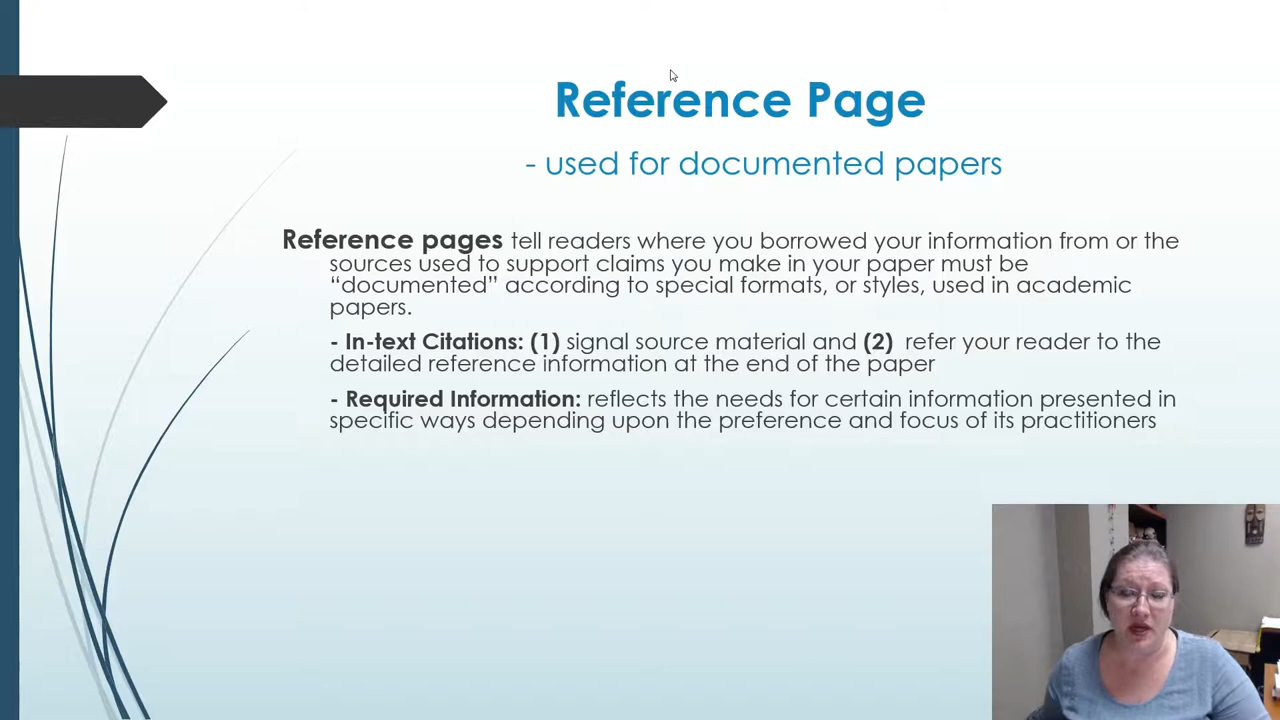 Reference Page
- used for documented papers
Reference pages tell readers where you borrowed your information from or the
sources used to support claims you make in your paper must be
“documented” according to special formats, or styles, used in academic
papers.
- In-text Citations: (1) signal source material and (2) refer your reader to the
detailed reference information at the end of the paper
- Required Information: reflects the needs for certain information presented in
specific ways depending upon the preference and focus of its practitioners